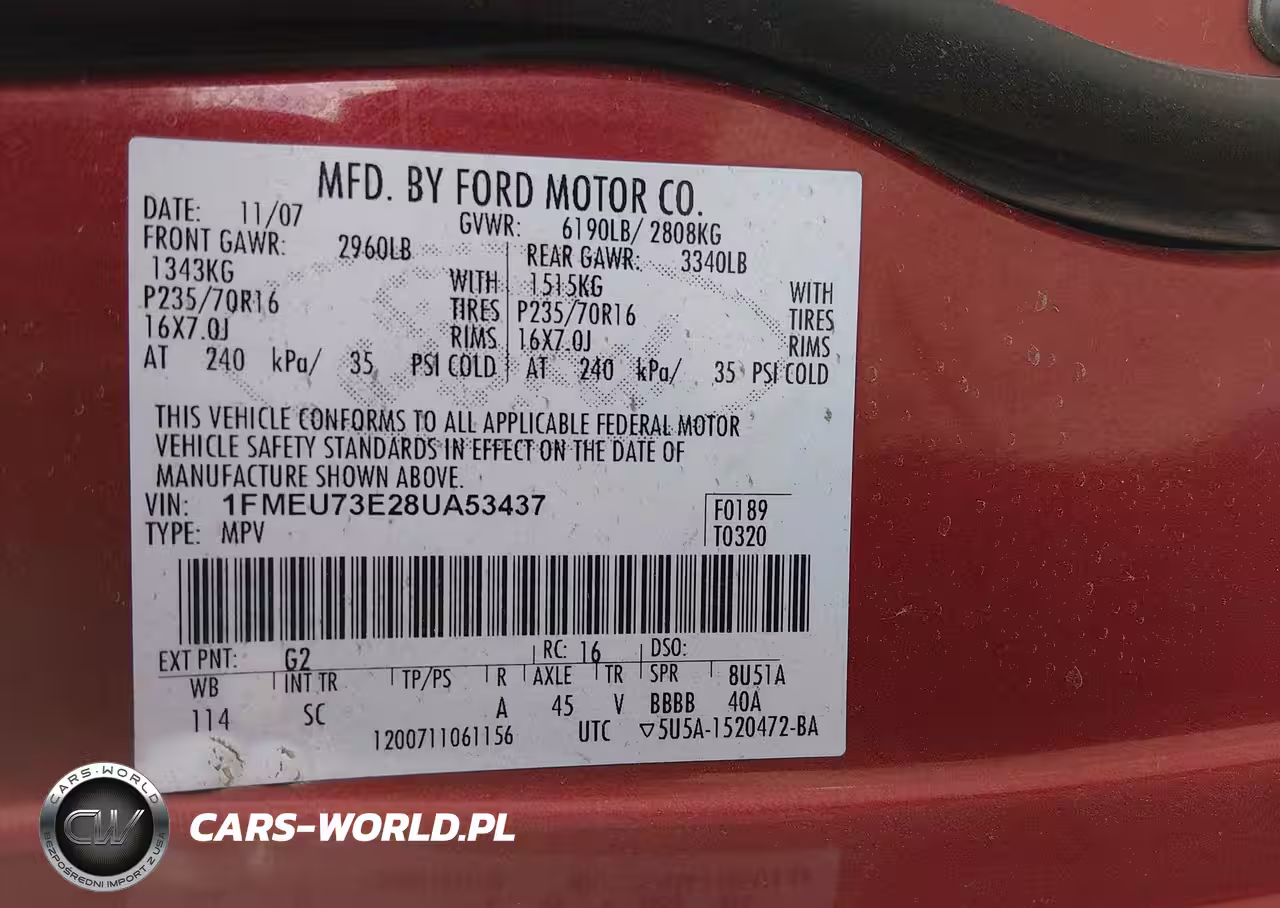 MFD. BY FORD MOTOR CO.
DATE: 11/07 GVWR: 6190LB/ 2808KG
FRONT GAWR: 2960LB REAR GAWR: 3340LB
1343KG WITH 1515KG WITH
P235/70R16 TIRES P235/70R16 TIRES
16X7.0J RIMS 16X7.0J RIMS
AT 240 kPa/ 35 PSI COLD AT 240 kPa/ 35 PSI COLD
THIS VEHICLE CONFORMS TO ALL APPLICABLE FEDERAL MOTOR
VEHICLE SAFETY STANDARDS IN EFFECT ON THE DATE OF
MANUFACTURE SHOWN ABOVE.
VIN: 1FMEU73E28UA53437 F0189
TYPE: MPV T0320
EXT PNT: G2 RC: 16 DSO:
WB INT TR TP/PS R AXLE TR SPR 8U51A
114 SC A 45 V BBBB 40A
1200711061156 UTC ▽5U5A-1520472-BA
CARS-WORLD
CW
BEZPOŚREDNI IMPORT Z USA
CARS-WORLD.PL